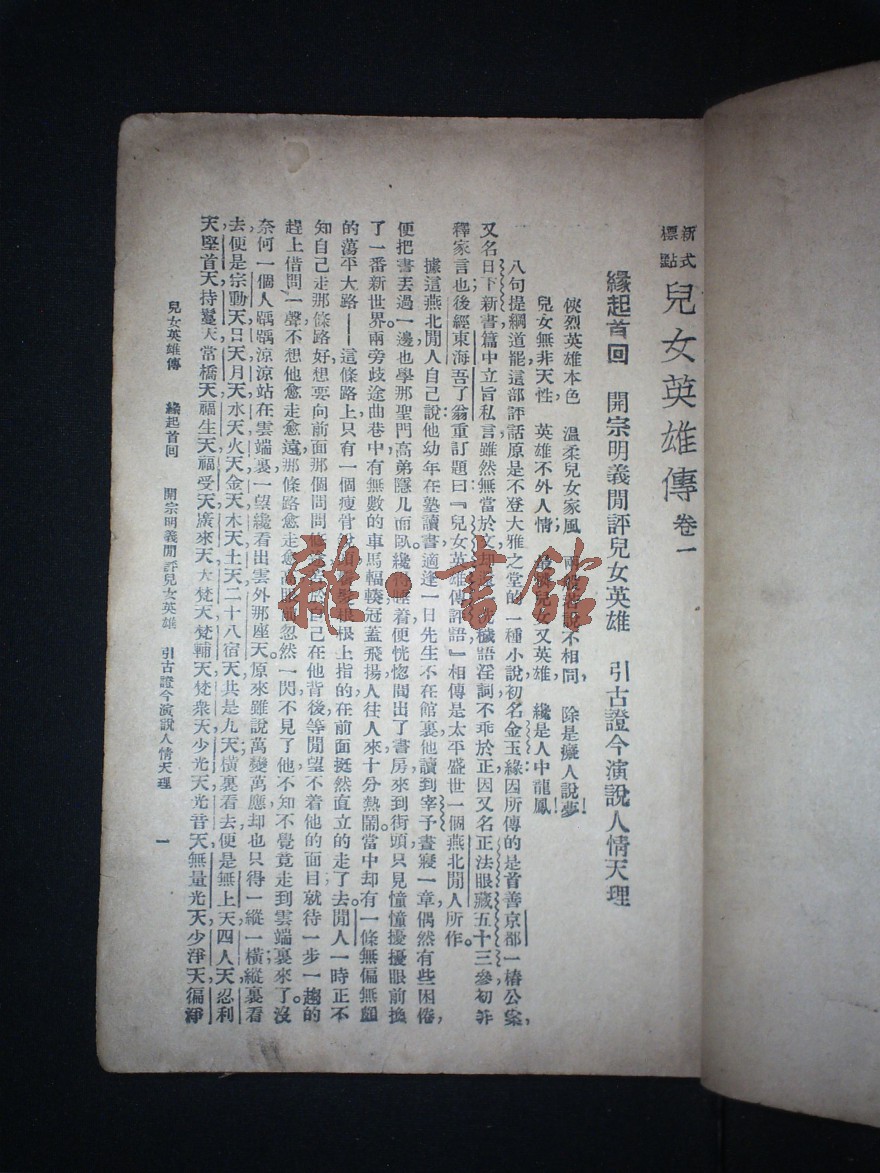 新式標點 兒女英雄傳 卷一
緣起首回 開宗明義閒評兒女英雄 引古證今演說人情天理
俠烈英雄本色 溫柔兒女家風 兩般若說不相同, 除是癡人說夢!
兒女無非天性 英雄不外人情; 最憐兒女又英雄, 纔是人中龍鳳!
八句提綱道罷這部評話原是不登大雅之堂的一種小說初名金玉緣因所傳的是首善京都一樁公案,
又名日下新書篇中立旨私言雖然無當於文却還一洗穢語淫詞不乖於正因又名正法眼藏五十三參初非
釋家言也後經東海吾了翁重訂題曰:『兒女英雄傳評語』相傳是太平盛世一個燕北閒人所作。
據這燕北閒人自己說他幼年在塾讀書適逢一日先生不在館裏他讀到宰予晝寢一章偶然有些困倦,
便把書丟過一邊也學那聖門高弟隱几而臥。纔得睡着便恍惚間出了書房來到街頭只見憧憧擾擾眼前換
了一番新世界。兩旁歧途曲巷中有無數的車馬輻輳冠蓋飛揚人往人來十分熱鬧。當中却有一條無偏無頗
的蕩平大路——這條路上只有一個瘦骨 根根上指的在前面挺然直立的走了去。閒人一時正不
知自己走那條路好想要向前面那個問問 自己在他背後等閒望不着他的面目就待一步一趨的
趕上借問一聲不想他愈走愈遠,那條路愈走愈高 忽然一閃不見了他不知不覺竟走到雲端裏來了。沒
奈何一個人踽踽涼涼站在雲端裏一望纔看出雲外那座天。原來雖說萬變萬應却也只得一縱一橫;縱裏看
去便是宗動天日天月天水天火天金天木天土天二十八宿天共是九天;橫裏看去便是無上天四人天忍利
天堅首天持鬘天常橋天福生天福受天廣來天大梵天梵輔天梵衆天少光天光音天無量光天少淨天徧淨
兒女英雄傳 緣起首回 開宗明義閒評兒女英雄 引古證今演說人情天理 一
雜·書館